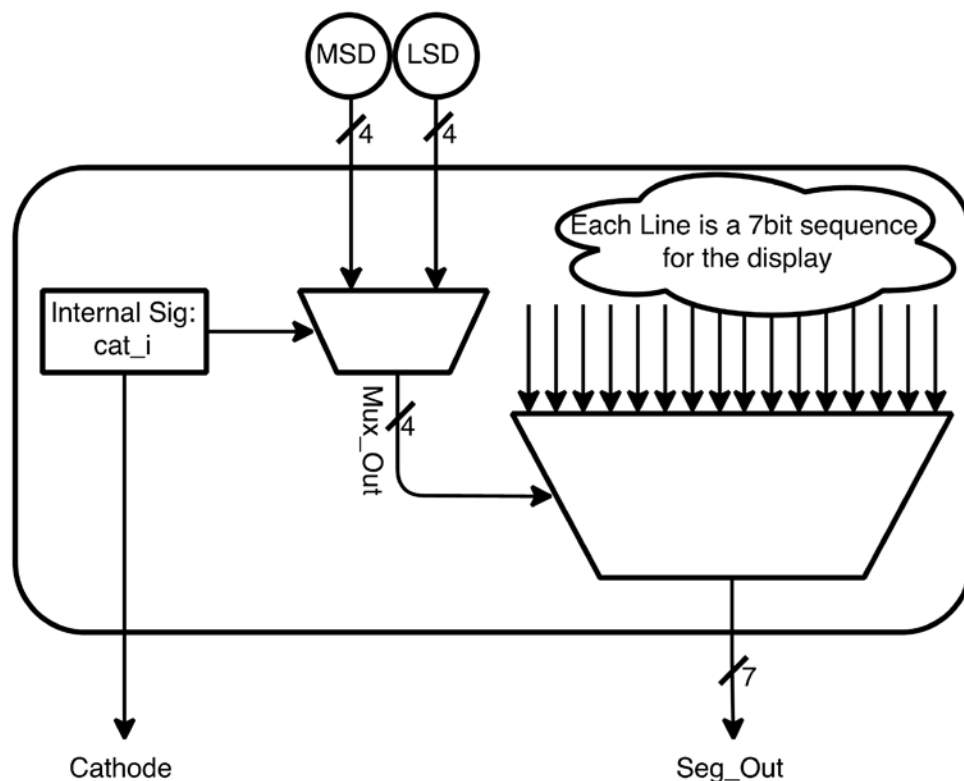 MSD
LSD
4
4
Each Line is a 7bit sequence
for the display
Internal Sig:
cat_i
Mux_Out
4
7
Cathode
Seg_Out